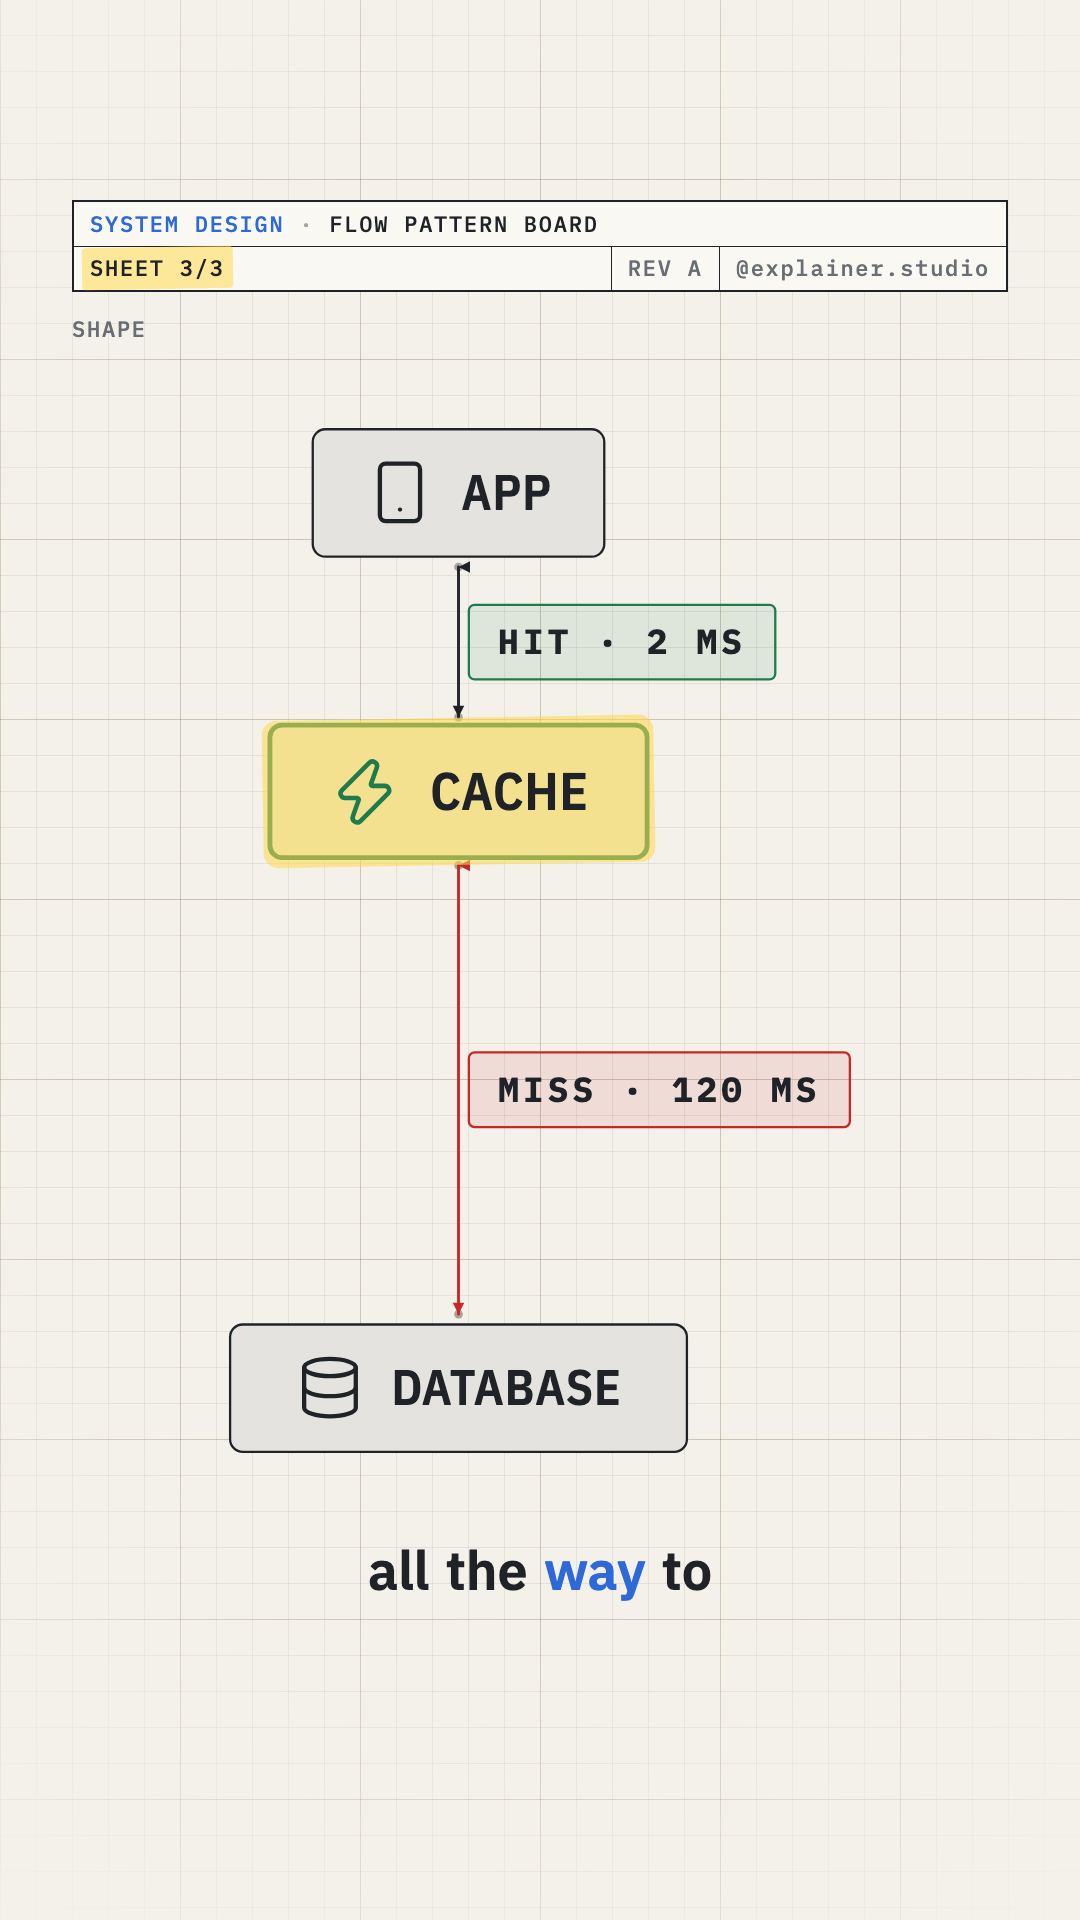 SYSTEM DESIGN · FLOW PATTERN BOARD
SHEET 3/3 REV A @explainer.studio
SHAPE
APP
HIT · 2 MS
CACHE
MISS · 120 MS
DATABASE
all the way to